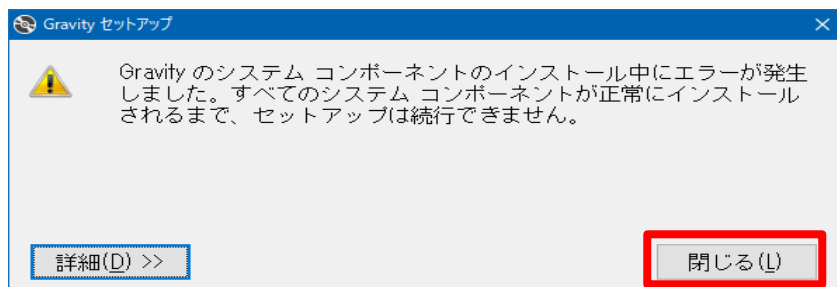 Gravity セットアップ
Gravity のシステム コンポーネントのインストール中にエラーが発生
しました。すべてのシステム コンポーネントが正常にインストール
されるまで、セットアップは続行できません。
詳細(D) >>
閉じる(L)